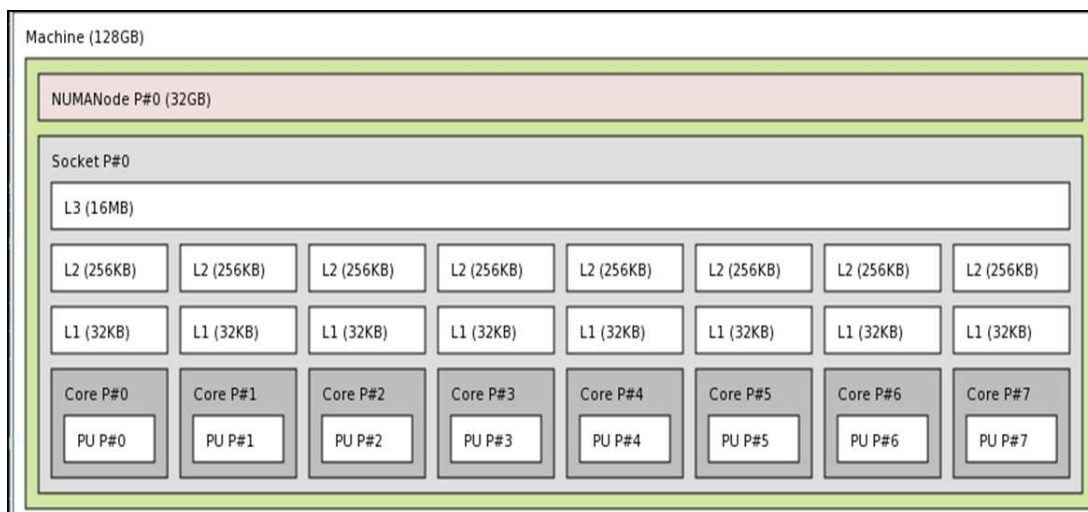 Machine (128GB)
NUMANode P#0 (32GB)
Socket P#0
L3 (16MB)
L2 (256KB) L2 (256KB) L2 (256KB) L2 (256KB) L2 (256KB) L2 (256KB) L2 (256KB) L2 (256KB)
L1 (32KB) L1 (32KB) L1 (32KB) L1 (32KB) L1 (32KB) L1 (32KB) L1 (32KB) L1 (32KB)
Core P#0 Core P#1 Core P#2 Core P#3 Core P#4 Core P#5 Core P#6 Core P#7
PU P#0 PU P#1 PU P#2 PU P#3 PU P#4 PU P#5 PU P#6 PU P#7